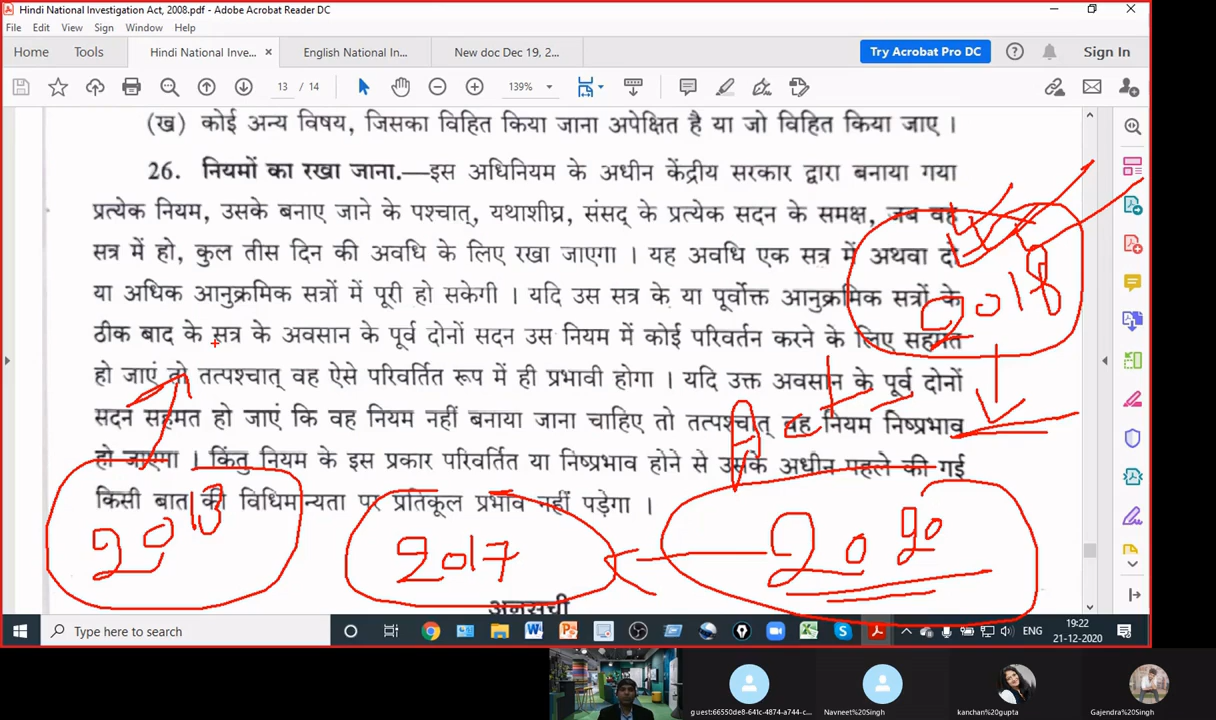 Hindi National Investigation Act, 2008.pdf - Adobe Acrobat Reader DC
File Edit View Sign Window Help
Home Tools Hindi National Inve... × English National In... New doc Dec 19, 2... Try Acrobat Pro DC Sign In
13 / 14 139%
(ख) कोई अन्य विषय, जिसका विहित किया जाना अपेक्षित है या जो विहित किया जाए ।
26. नियमों का रखा जाना.—इस अधिनियम के अधीन केंद्रीय सरकार द्वारा बनाया गया
प्रत्येक नियम, उसके बनाए जाने के पश्चात्, यथाशीघ्र, संसद् के प्रत्येक सदन के समक्ष, जब वह
सत्र में हो, कुल तीस दिन की अवधि के लिए रखा जाएगा । यह अवधि एक सत्र में अथवा दो
या अधिक आनुक्रमिक सत्रों में पूरी हो सकेगी । यदि उस सत्र के या पूर्वोक्त आनुक्रमिक सत्रों के
2018
ठीक बाद के सत्र के अवसान के पूर्व दोनों सदन उस नियम में कोई परिवर्तन करने के लिए सहमत
हो जाएं तो तत्पश्चात् वह ऐसे परिवर्तित रूप में ही प्रभावी होगा । यदि उक्त अवसान के पूर्व दोनों
सदन सहमत हो जाएं कि वह नियम नहीं बनाया जाना चाहिए तो तत्पश्चात् वह नियम निष्प्रभाव
हो जाएगा । किंतु नियम के इस प्रकार परिवर्तित या निष्प्रभाव होने से उसके अधीन पहले की गई
किसी बात की विधिमान्यता पर प्रतिकूल प्रभाव नहीं पड़ेगा ।
2013 2017 2020
अनुसूची
Type here to search ENG 19:22
21-12-2020
guest:66550de8-641c-4874-a744-c... Navneet%20Singh kanchan%20gupta Gajendra%20Singh